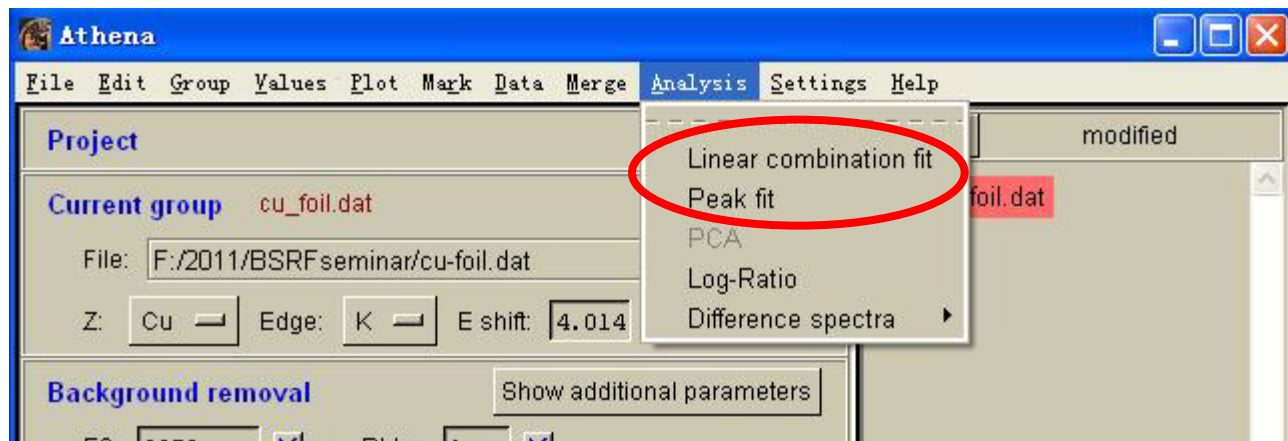 Athena
File Edit Group Values Plot Mark Data Merge Analysis Settings Help
Project
modified
Linear combination fit
Peak fit
PCA
Log-Ratio
Difference spectra
Current group cu_foil.dat
foil.dat
File: F:/2011/BSRFseminar/cu-foil.dat
Z: Cu Edge: K E shift: 4.014
Background removal Show additional parameters